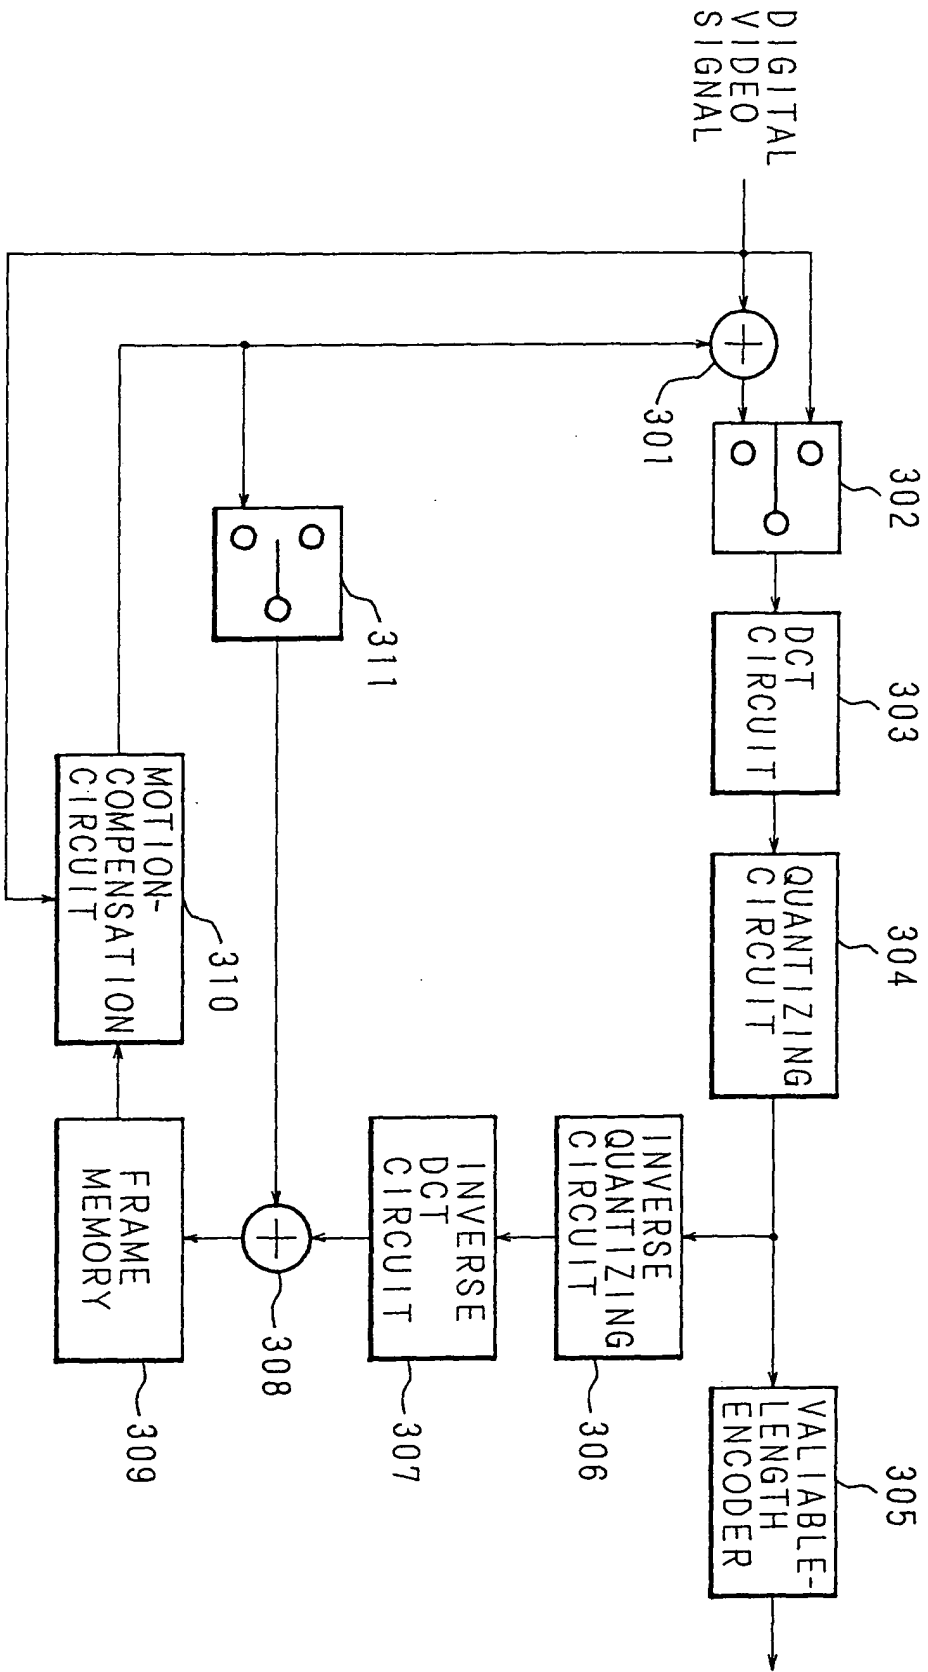 DIGITAL
VIDEO
SIGNAL
301
302
303
DCT
CIRCUIT
304
QUANTIZING
CIRCUIT
305
VALIABLE-
LENGTH
ENCODER
INVERSE
QUANTIZING
CIRCUIT
306
INVERSE
DCT
CIRCUIT
307
308
311
MOTION-
COMPENSATION
CIRCUIT
310
FRAME
MEMORY
309